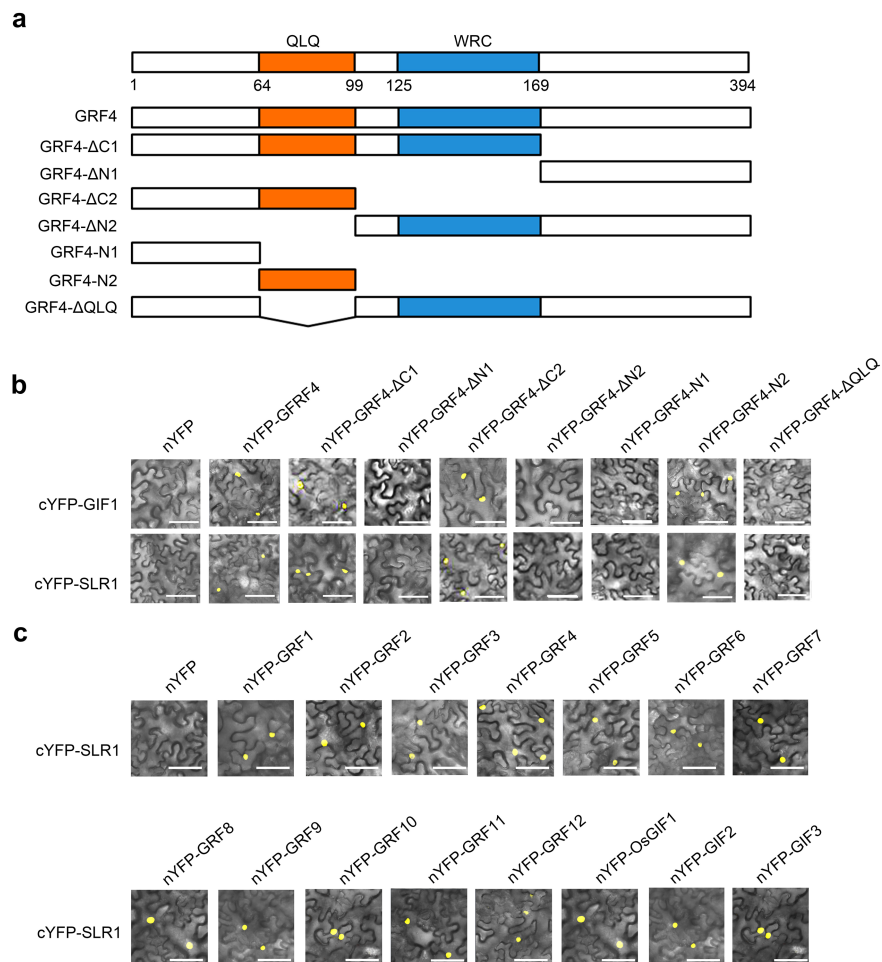 a
QLQ WRC
1 64 99 125 169 394
GRF4
GRF4-ΔC1
GRF4-ΔN1
GRF4-ΔC2
GRF4-ΔN2
GRF4-N1
GRF4-N2
GRF4-ΔQLQ
b
nYFP nYFP-GFRF4 nYFP-GRF4-ΔC1 nYFP-GRF4-ΔN1 nYFP-GRF4-ΔC2 nYFP-GRF4-ΔN2 nYFP-GRF4-N1 nYFP-GRF4-N2 nYFP-GRF4-ΔQLQ
cYFP-GIF1
cYFP-SLR1
c
nYFP nYFP-GRF1 nYFP-GRF2 nYFP-GRF3 nYFP-GRF4 nYFP-GRF5 nYFP-GRF6 nYFP-GRF7
cYFP-SLR1
nYFP-GRF8 nYFP-GRF9 nYFP-GRF10 nYFP-GRF11 nYFP-GRF12 nYFP-OsGIF1 nYFP-GIF2 nYFP-GIF3
cYFP-SLR1